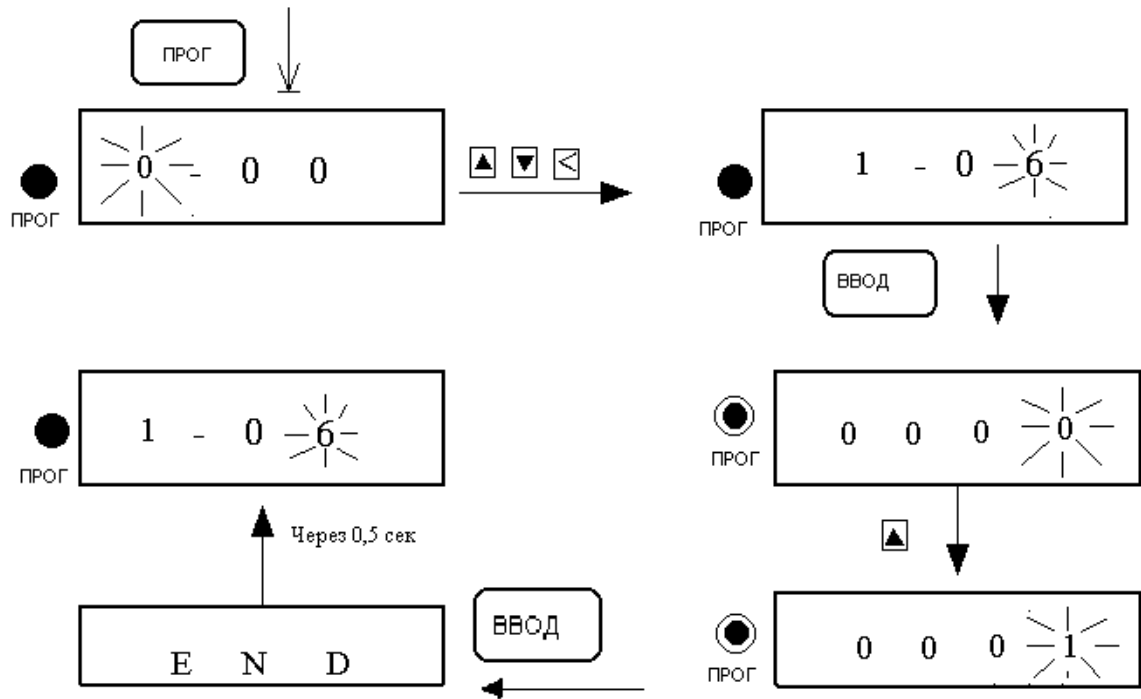 ПРОГ
0 - 0 0
ПРОГ
▲ ▼ <
1 - 0 6
ПРОГ
ВВОД
0 0 0 0
ПРОГ
▲
0 0 0 1
ПРОГ
ВВОД
E N D
Через 0,5 сек
1 - 0 6
ПРОГ